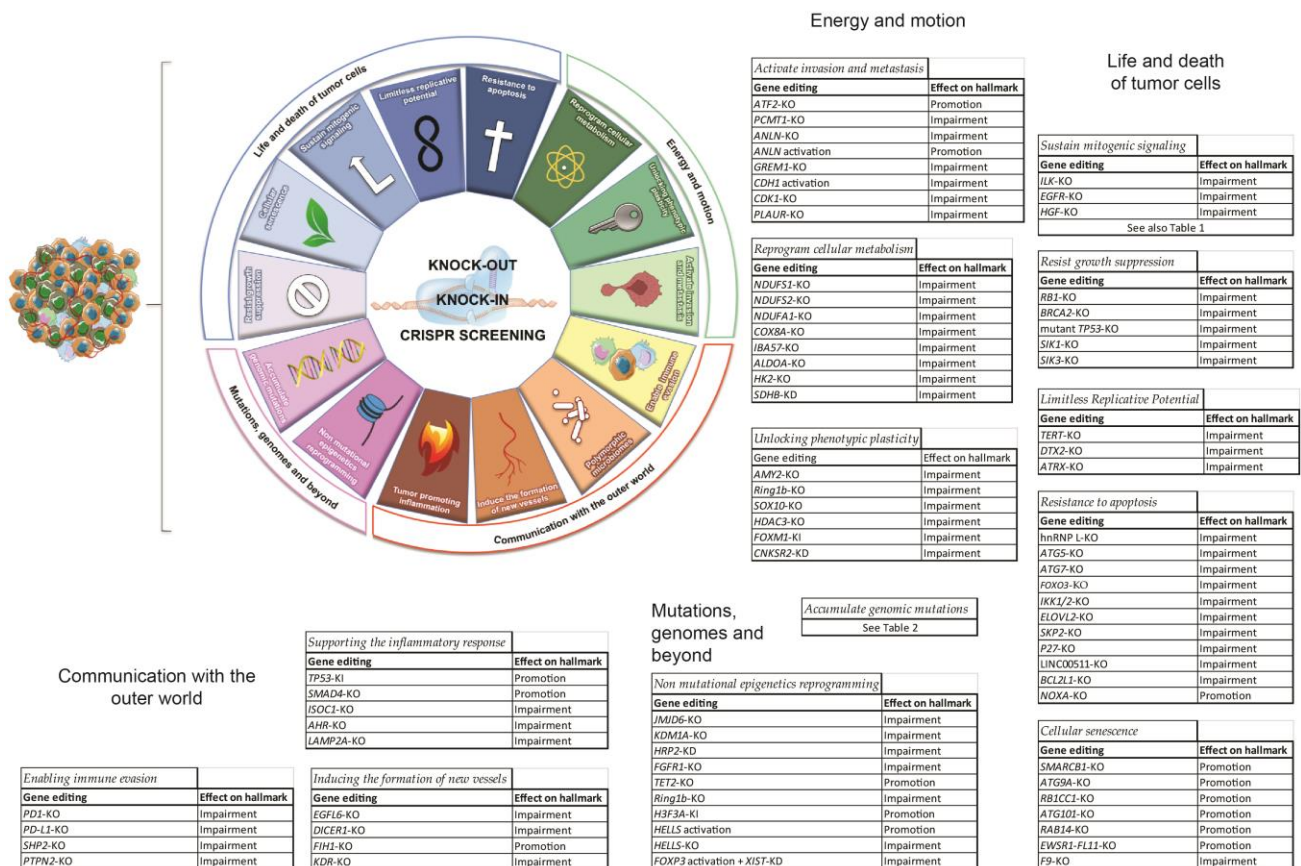 Energy and motion
Life and death
of tumor cells
Life and death of tumor cells
Energy and motion
Communication with the outer world
Mutations, genomes and beyond
Limitless replicative
potential
Resistance to
apoptosis
Reprogram cellular
metabolism
Unlocking phenotypic
plasticity
Activate invasion
and metastasis
Enable immune
evasion
Polymorphic
microbiomes
Induce the formation
of new vessels
Tumor promoting
inflammation
Non mutational
epigenetics
reprogramming
Accumulate
genomic mutations
Resist growth
suppression
Cellular
senescence
Sustain mitogenic
signaling
KNOCK-OUT
KNOCK-IN
CRISPR SCREENING
Activate invasion and metastasis
Gene editing Effect on hallmark
ATF2-KO Promotion
PCMT1-KO Impairment
ANLN-KO Impairment
ANLN activation Promotion
GREM1-KO Impairment
CDH1 activation Impairment
CDK1-KO Impairment
PLAUR-KO Impairment
Reprogram cellular metabolism
Gene editing Effect on hallmark
NDUFS1-KO Impairment
NDUFS2-KO Impairment
NDUFA1-KO Impairment
COX8A-KO Impairment
IBA57-KO Impairment
ALDOA-KO Impairment
HK2-KO Impairment
SDHB-KD Impairment
Unlocking phenotypic plasticity
Gene editing Effect on hallmark
AMY2-KO Impairment
Ring1b-KO Impairment
SOX10-KO Impairment
HDAC3-KO Impairment
FOXM1-KI Impairment
CNKSR2-KD Impairment
Sustain mitogenic signaling
Gene editing Effect on hallmark
ILK-KO Impairment
EGFR-KO Impairment
HGF-KO Impairment
See also Table 1
Resist growth suppression
Gene editing Effect on hallmark
RB1-KO Impairment
BRCA2-KO Impairment
mutant TP53-KO Impairment
SIK1-KO Impairment
SIK3-KO Impairment
Limitless Replicative Potential
Gene editing Effect on hallmark
TERT-KO Impairment
DTX2-KO Impairment
ATRX-KO Impairment
Resistance to apoptosis
Gene editing Effect on hallmark
hnRNP L-KO Impairment
ATG5-KO Impairment
ATG7-KO Impairment
FOXO3-KO Impairment
IKK1/2-KO Impairment
ELOVL2-KO Impairment
SKP2-KO Impairment
P27-KO Impairment
LINC00511-KO Impairment
BCL2L1-KO Impairment
NOXA-KO Promotion
Cellular senescence
Gene editing Effect on hallmark
SMARCB1-KO Promotion
ATG9A-KO Promotion
RB1CC1-KO Promotion
ATG101-KO Promotion
RAB14-KO Promotion
EWSR1-FL11-KO Promotion
F9-KO Impairment
Mutations,
genomes and
beyond
Accumulate genomic mutations
See Table 2
Non mutational epigenetics reprogramming
Gene editing Effect on hallmark
JMJD6-KO Impairment
KDM1A-KO Impairment
HRP2-KD Impairment
FGFR1-KO Impairment
TET2-KO Promotion
Ring1b-KO Impairment
H3F3A-KI Promotion
HELLS activation Promotion
HELLS-KO Impairment
FOXP3 activation + XIST-KD Impairment
Communication with the
outer world
Supporting the inflammatory response
Gene editing Effect on hallmark
TP53-KI Promotion
SMAD4-KO Promotion
ISOC1-KO Impairment
AHR-KO Impairment
LAMP2A-KO Impairment
Enabling immune evasion
Gene editing Effect on hallmark
PD1-KO Impairment
PD-L1-KO Impairment
SHP2-KO Impairment
PTPN2-KO Impairment
Inducing the formation of new vessels
Gene editing Effect on hallmark
EGFL6-KO Impairment
DICER1-KO Impairment
FIH1-KO Promotion
KDR-KO Impairment